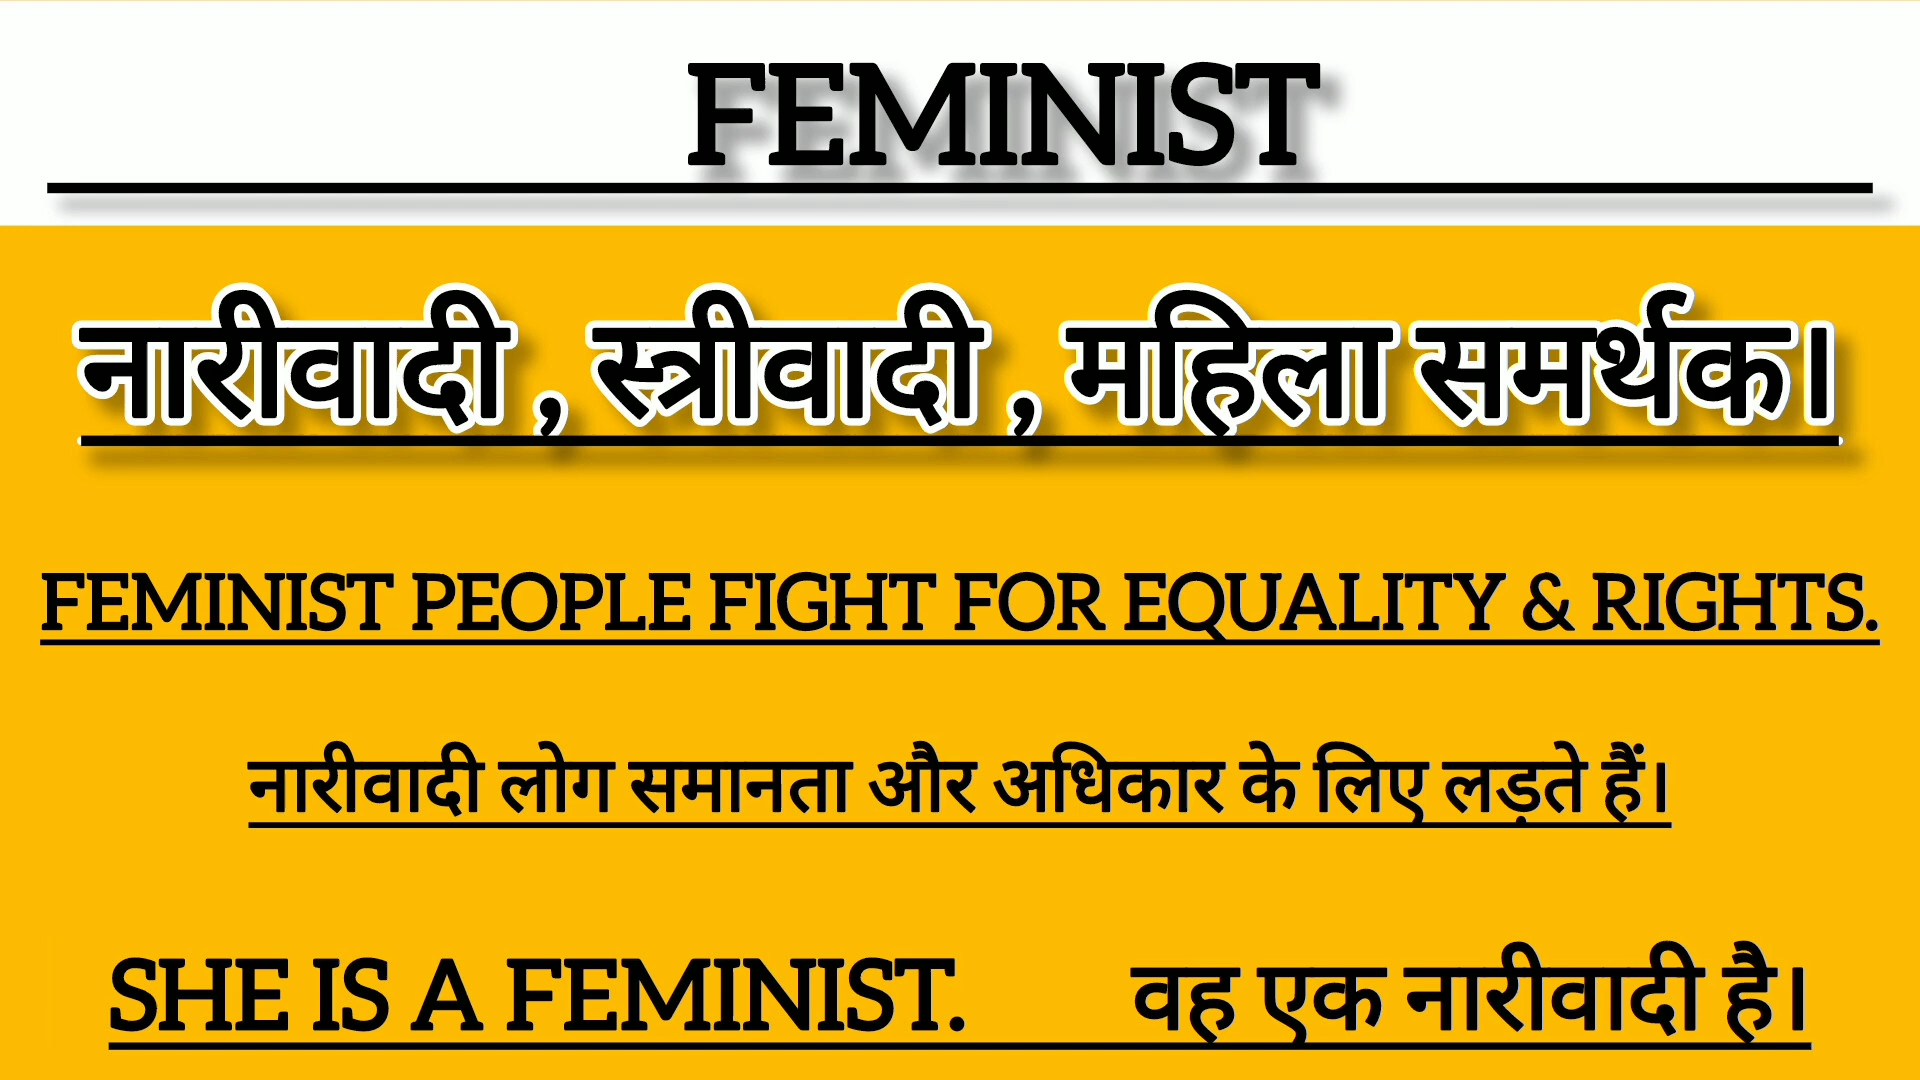 FEMINIST
नारीवादी , स्त्रीवादी , महिला समर्थक।
FEMINIST PEOPLE FIGHT FOR EQUALITY & RIGHTS.
नारीवादी लोग समानता और अधिकार के लिए लड़ते हैं।
SHE IS A FEMINIST. वह एक नारीवादी है।